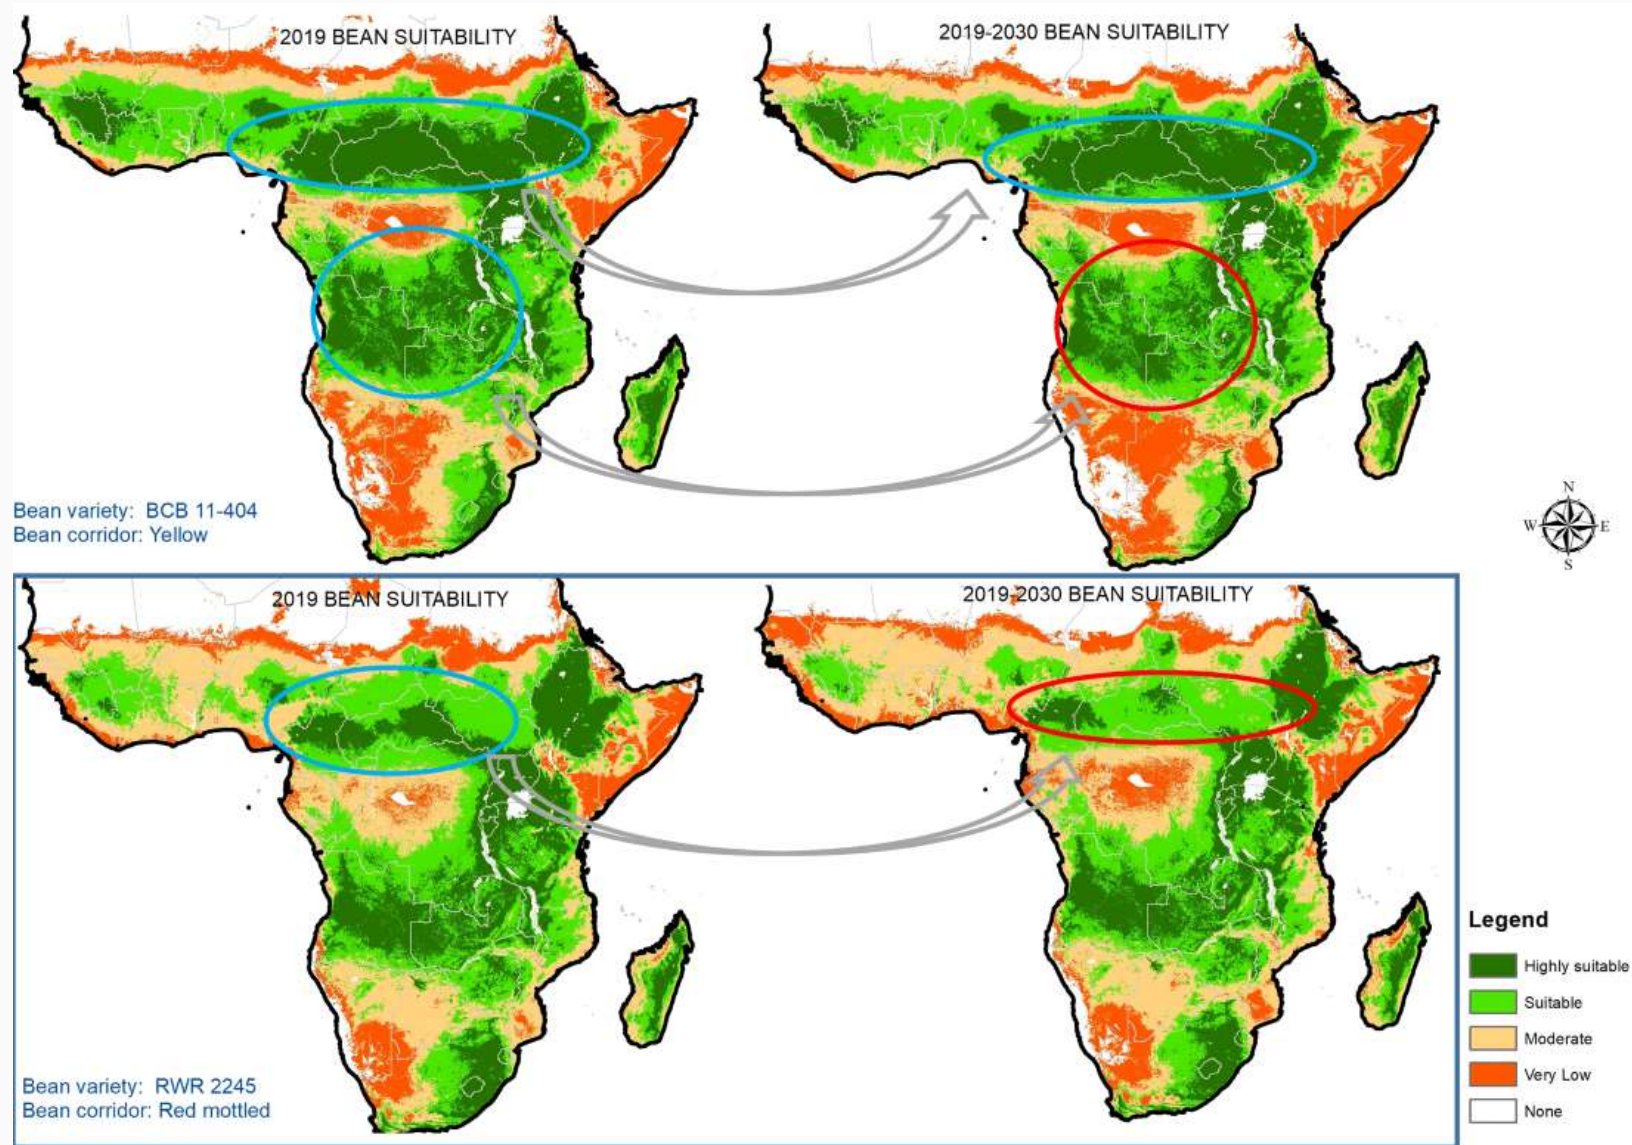 2019 BEAN SUITABILITY
2019-2030 BEAN SUITABILITY
Bean variety: BCB 11-404
Bean corridor: Yellow
N
W E
S
2019 BEAN SUITABILITY
2019-2030 BEAN SUITABILITY
Bean variety: RWR 2245
Bean corridor: Red mottled
Legend
Highly suitable
Suitable
Moderate
Very Low
None